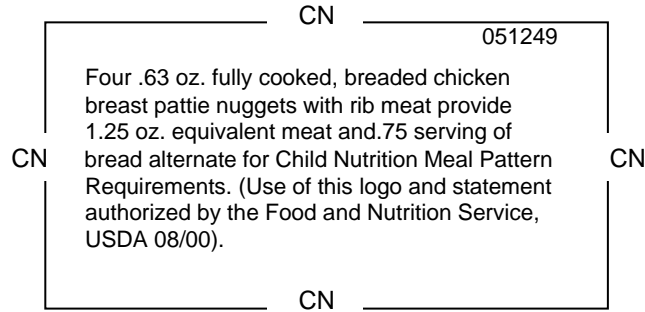 CN
051249
Four .63 oz. fully cooked, breaded chicken
breast pattie nuggets with rib meat provide
1.25 oz. equivalent meat and.75 serving of
CN bread alternate for Child Nutrition Meal Pattern CN
Requirements. (Use of this logo and statement
authorized by the Food and Nutrition Service,
USDA 08/00).
CN